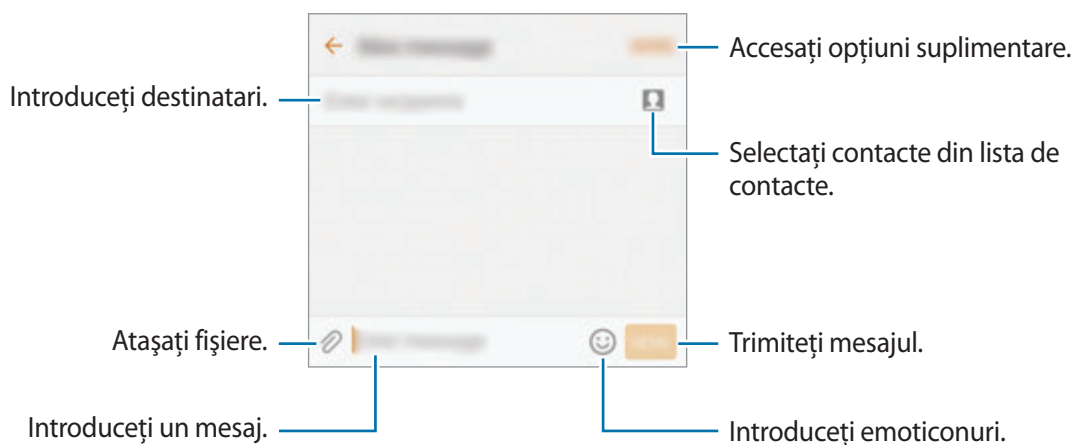 Accesați opțiuni suplimentare.
Introduceți destinatari.
Selectați contacte din lista de
contacte.
Ataşați fişiere.
Trimiteți mesajul.
Introduceți un mesaj.
Introduceți emoticonuri.